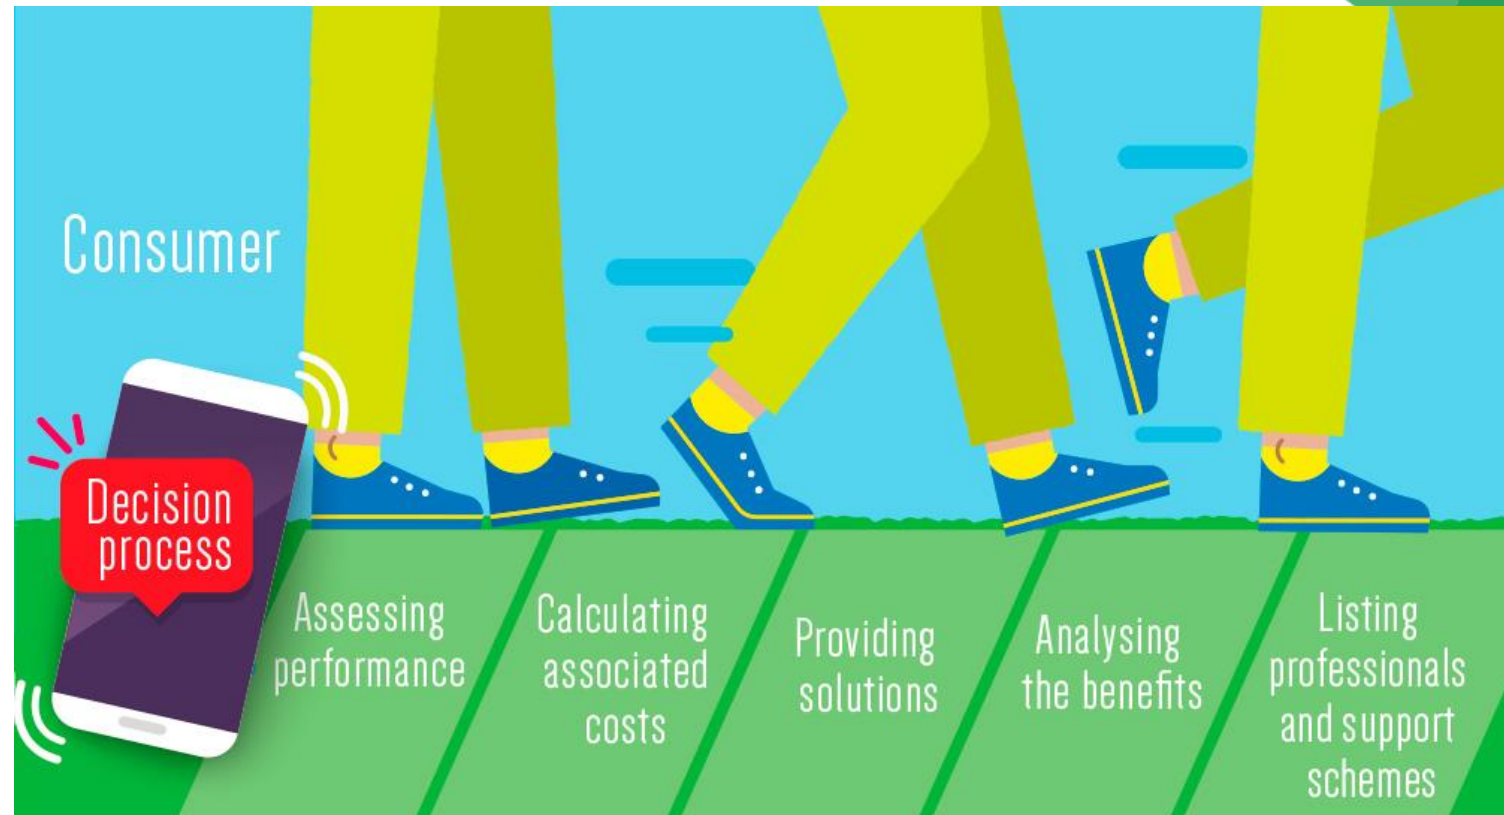 Consumer
Decision
process
Assessing
performance
Calculating
associated
costs
Providing
solutions
Analysing
the benefits
Listing
professionals
and support
schemes